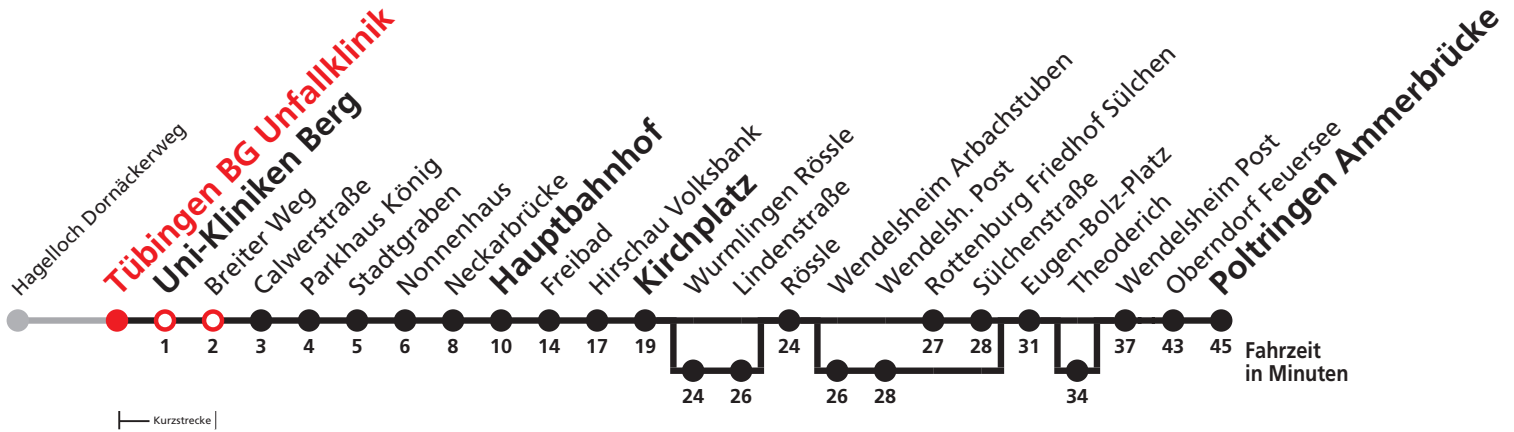 Hagelloch Dornäckerweg
Tübingen BG Unfallklinik
Uni-Kliniken Berg
Breiter Weg
Calwerstraße
Parkhaus König
Stadtgraben
Nonnenhaus
Neckarbrücke
Hauptbahnhof
Freibad
Hirschau Volksbank
Kirchplatz
Wurmlingen Rössle
Lindenstraße
Rössle
Wendelsheim Arbachstuben
Wendelsh. Post
Rottenburg Friedhof Sülchen
Sülchenstraße
Eugen-Bolz-Platz
Theoderich
Wendelsheim Post
Oberndorf Feuersee
Poltringen Ammerbrücke
1 2 3 4 5 6 8 10 14 17 19 24 27 28 31 37 43 45
Fahrzeit
in Minuten
24 26 26 28 34
Kurzstrecke